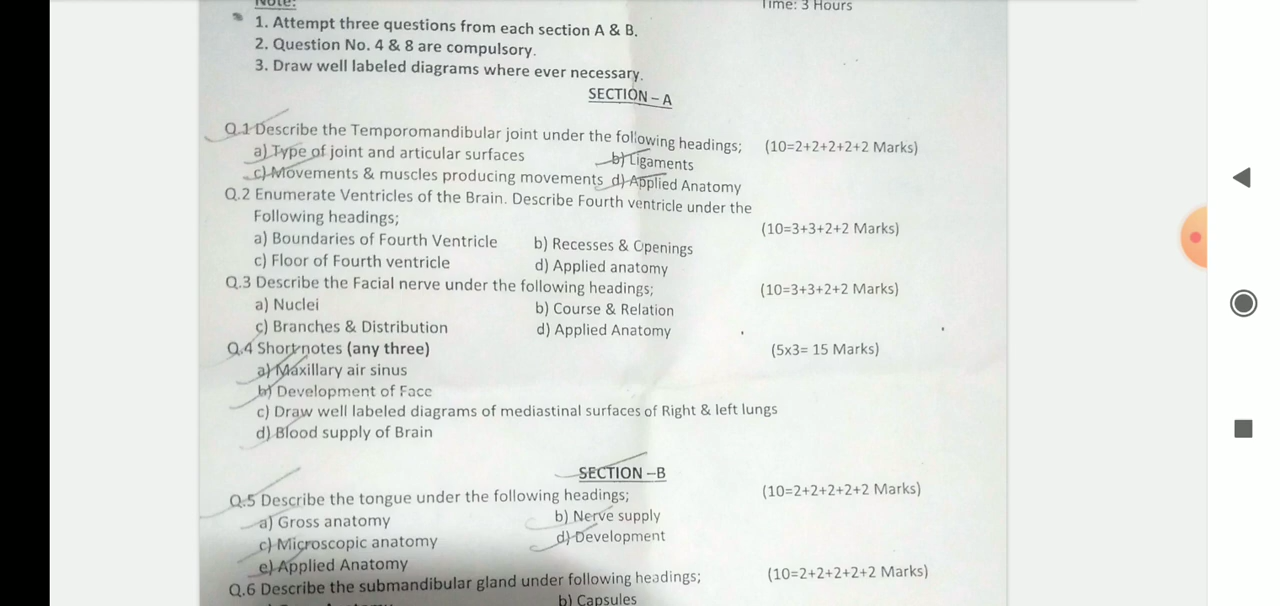 Note:
Time: 3 Hours
1. Attempt three questions from each section A & B.
2. Question No. 4 & 8 are compulsory.
3. Draw well labeled diagrams where ever necessary.
SECTION – A
Q.1 Describe the Temporomandibular joint under the following headings; (10=2+2+2+2+2 Marks)
a) Type of joint and articular surfaces b) Ligaments
c) Movements & muscles producing movements d) Applied Anatomy
Q.2 Enumerate Ventricles of the Brain. Describe Fourth ventricle under the
Following headings; (10=3+3+2+2 Marks)
a) Boundaries of Fourth Ventricle b) Recesses & Openings
c) Floor of Fourth ventricle d) Applied anatomy
Q.3 Describe the Facial nerve under the following headings; (10=3+3+2+2 Marks)
a) Nuclei b) Course & Relation
c) Branches & Distribution d) Applied Anatomy
Q.4 Short notes (any three) (5x3= 15 Marks)
a) Maxillary air sinus
b) Development of Face
c) Draw well labeled diagrams of mediastinal surfaces of Right & left lungs
d) Blood supply of Brain
SECTION –B
Q.5 Describe the tongue under the following headings; (10=2+2+2+2+2 Marks)
a) Gross anatomy b) Nerve supply
c) Microscopic anatomy d) Development
e) Applied Anatomy
Q.6 Describe the submandibular gland under following headings; (10=2+2+2+2+2 Marks)
b) Capsules